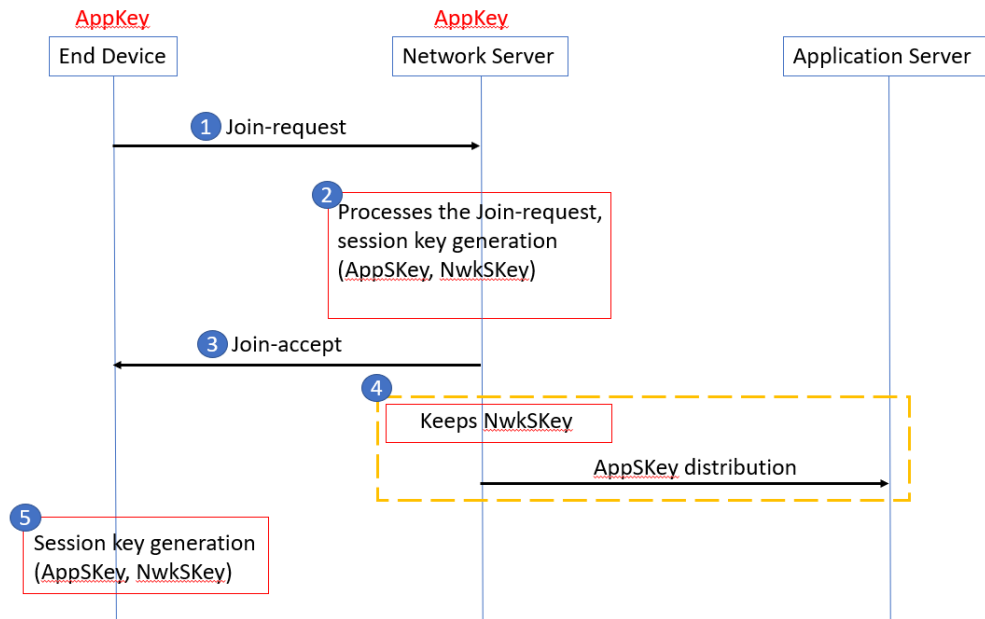 AppKey
AppKey
End Device
Network Server
Application Server
1 Join-request
2
Processes the Join-request,
session key generation
(AppSKey, NwkSKey)
3 Join-accept
4
Keeps NwkSKey
AppSKey distribution
5
Session key generation
(AppSKey, NwkSKey)